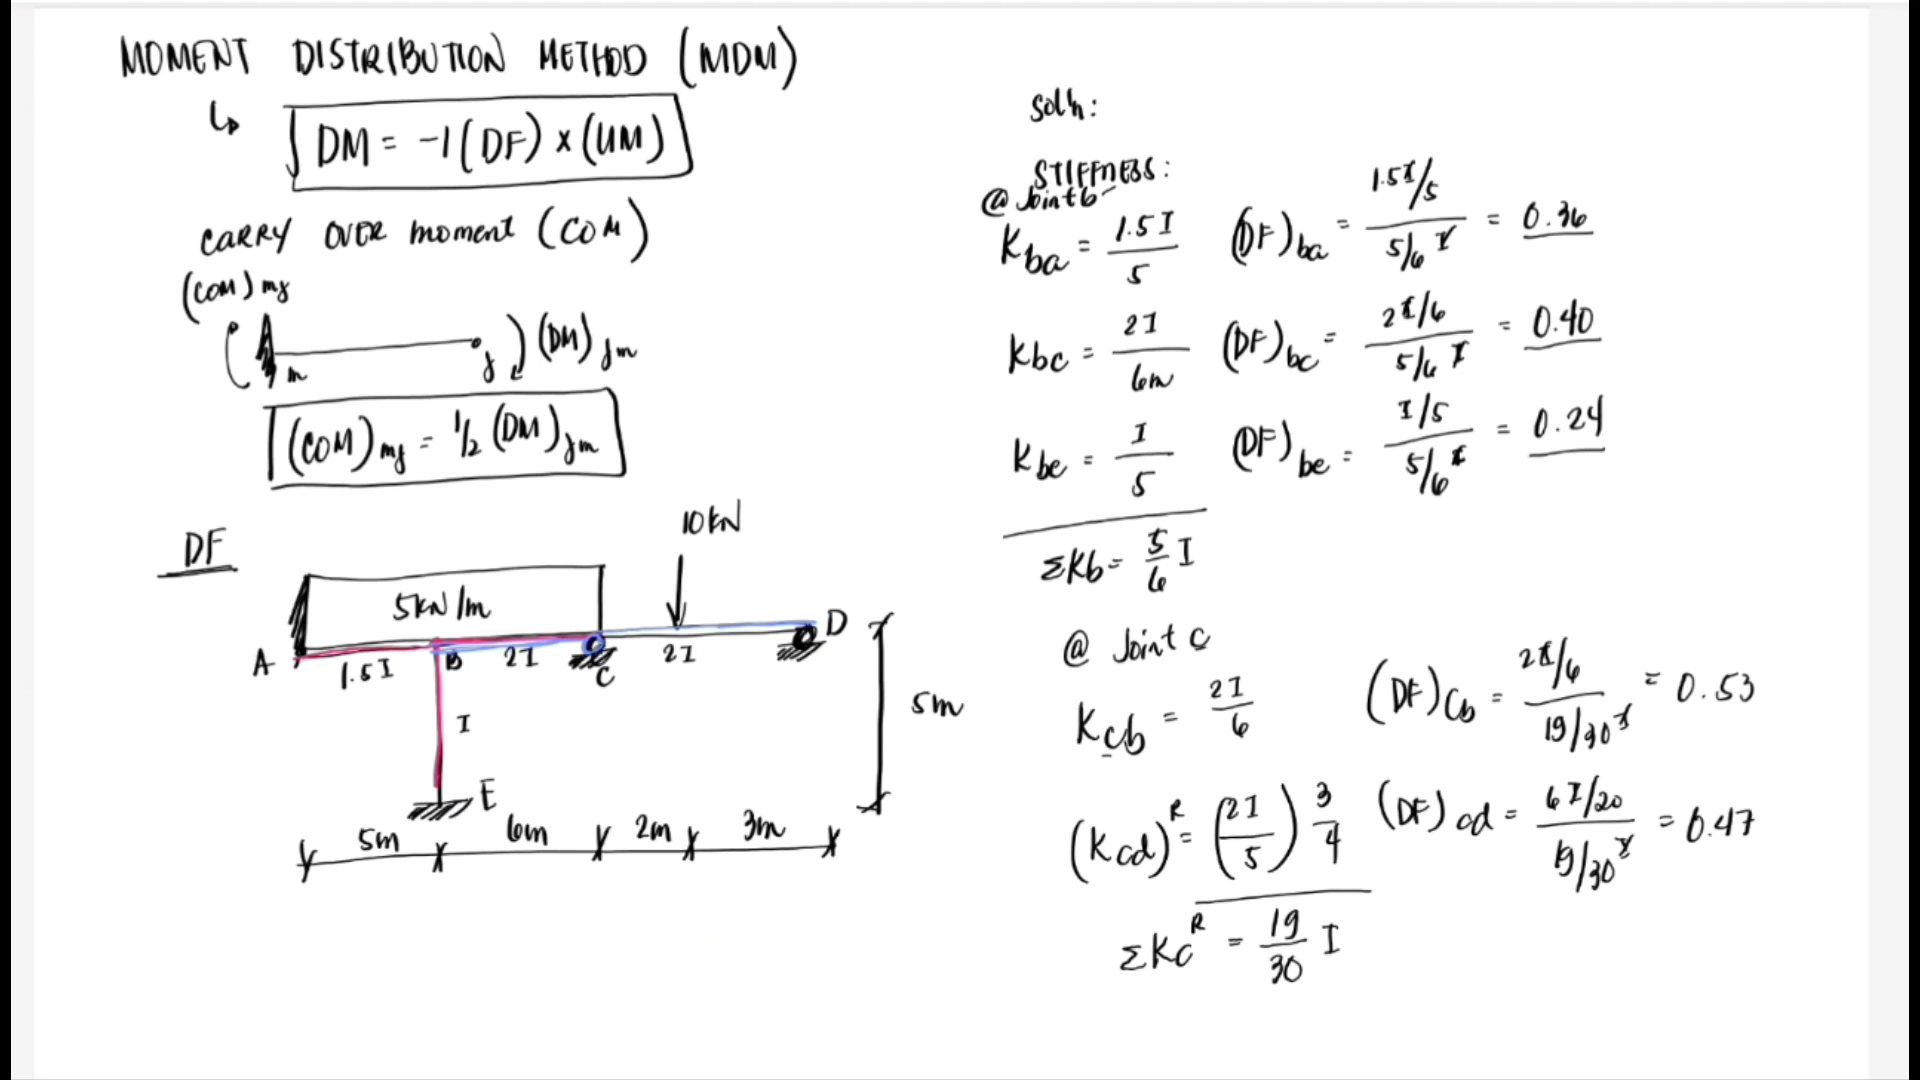 MOMENT DISTRIBUTION METHOD (MDM)
↳ DM = -1 (DF) x (UM)
CARRY OVER moment (COM)
(COM) mj
m j ) (DM) jm
(COM) mj = 1/2 (DM) jm
DF
10 kN
5kN/m
A 1.5 I B 2I C 2I D
I
5m
E
5m 6m 2m 3m
Sol'n:
STIFFNESS:
@ Joint b
Kba = 1.5 I / 5 (DF)ba = 1.5I/5 / 5/6 I = 0.36
Kbc = 2I / 6m (DF)bc = 2I/6 / 5/6 I = 0.40
Kbe = I / 5 (DF)be = I/5 / 5/6 I = 0.24
ΣKb = 5/6 I
@ Joint C
Kcb = 2I / 6 (DF)Cb = 2I/6 / 19/30 I = 0.53
(Kcd)^R = (2I/5) 3/4 (DF)cd = 6I/20 / 19/30 I = 0.47
ΣKc^R = 19/30 I